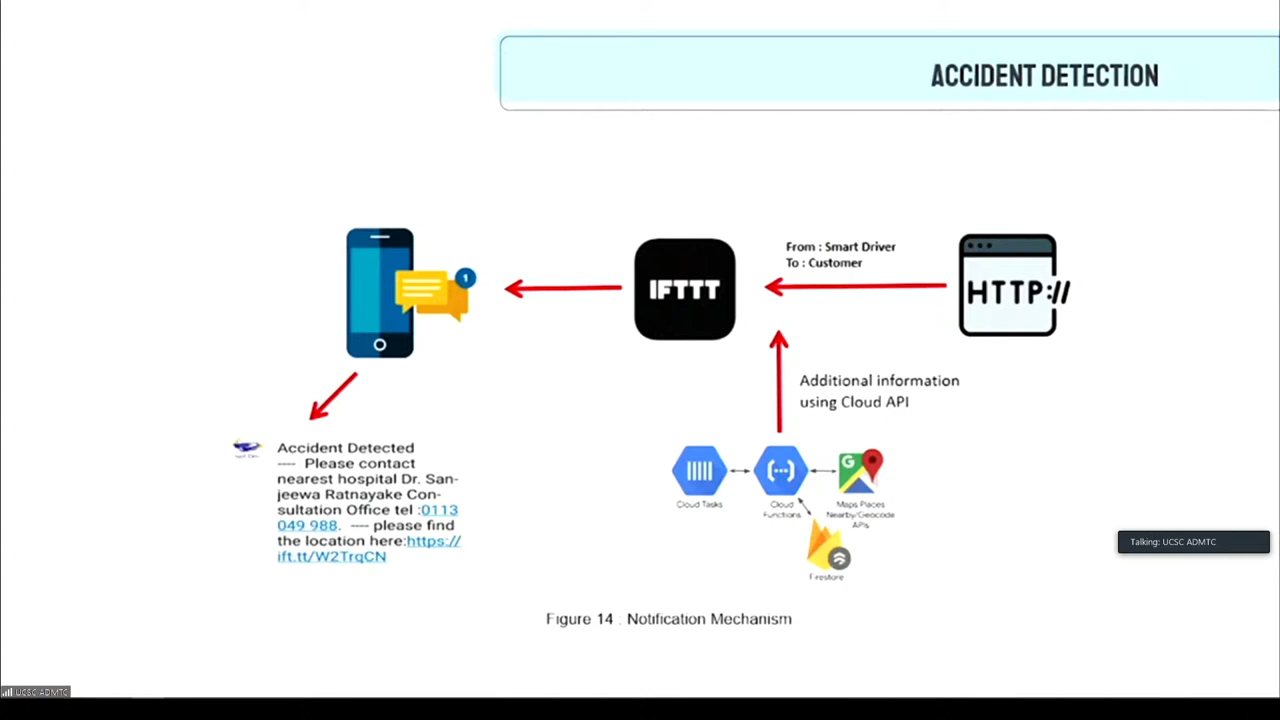 ACCIDENT DETECTION
From : Smart Driver
To : Customer
IFTTT
HTTP://
1
Additional information
using Cloud API
Accident Detected
---- Please contact
nearest hospital Dr. San-
jeewa Ratnayake Con-
sultation Office tel :0113
049 988. ---- please find
the location here:https://
ift.tt/W2TrqCN
Cloud Tasks
Cloud
Functions
G
Maps Places
Nearby/Geocode
APIs
Firestore
Talking: UCSC ADMTC
Figure 14 : Notification Mechanism
UCSC ADMTC